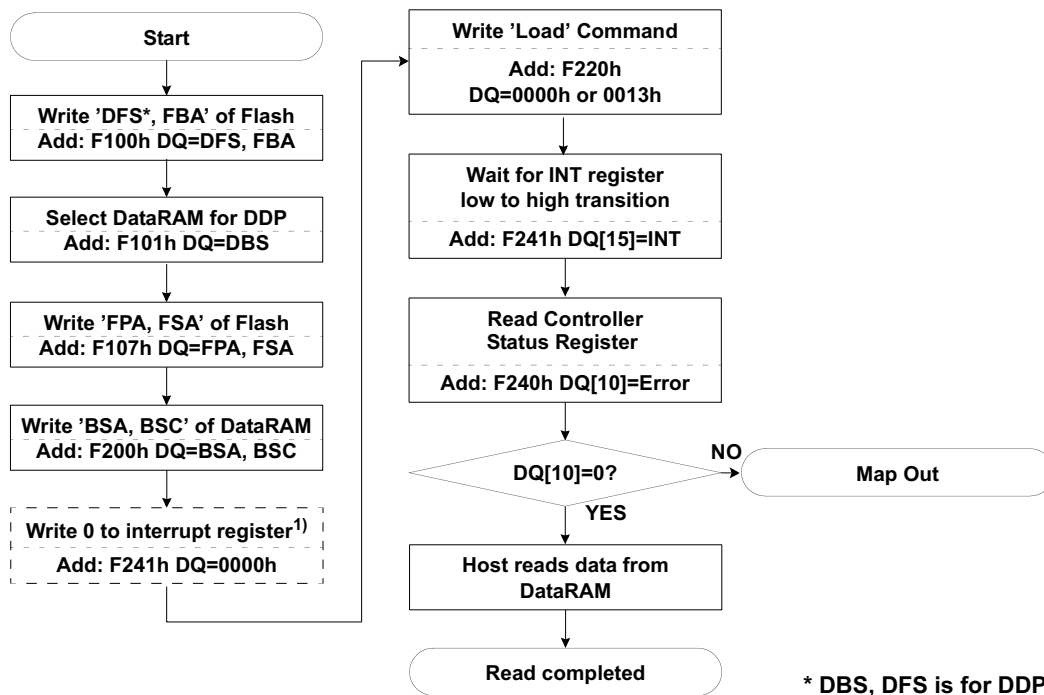 Start
Write ’DFS*, FBA’ of Flash
Add: F100h DQ=DFS, FBA
Select DataRAM for DDP
Add: F101h DQ=DBS
Write ’FPA, FSA’ of Flash
Add: F107h DQ=FPA, FSA
Write ’BSA, BSC’ of DataRAM
Add: F200h DQ=BSA, BSC
Write 0 to interrupt register1)
Add: F241h DQ=0000h
Write ’Load’ Command
Add: F220h
DQ=0000h or 0013h
Wait for INT register
low to high transition
Add: F241h DQ[15]=INT
Read Controller
Status Register
Add: F240h DQ[10]=Error
DQ[10]=0?
NO
Map Out
YES
Host reads data from
DataRAM
Read completed
* DBS, DFS is for DDP